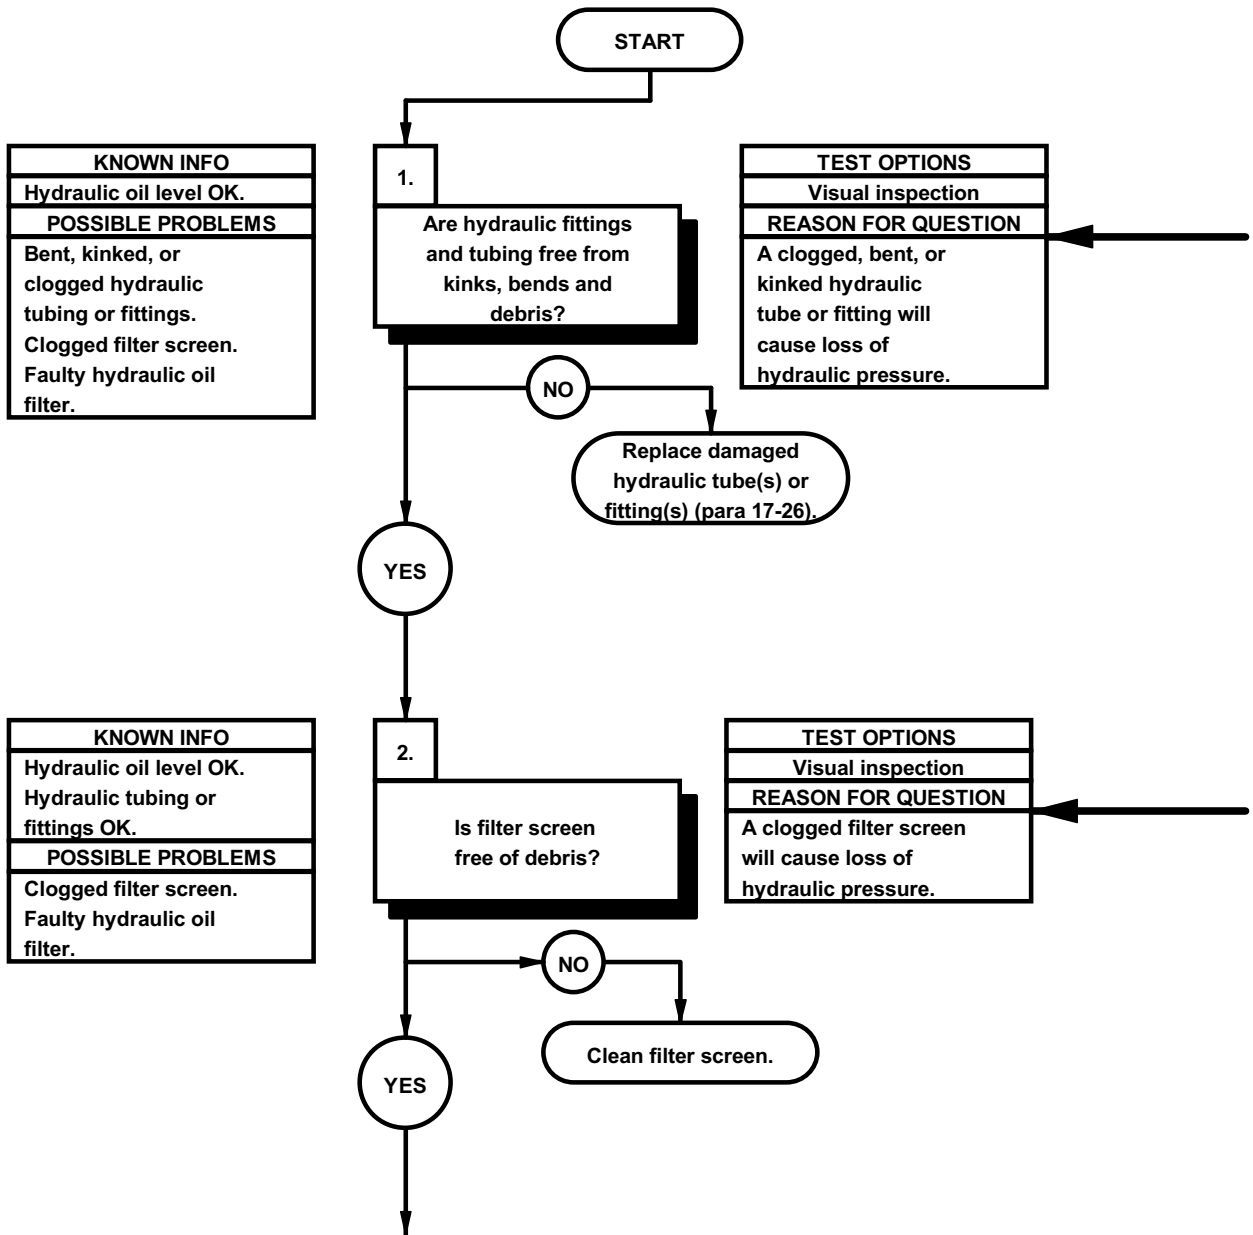 START
KNOWN INFO
Hydraulic oil level OK.
POSSIBLE PROBLEMS
Bent, kinked, or
clogged hydraulic
tubing or fittings.
Clogged filter screen.
Faulty hydraulic oil
filter.
1.
Are hydraulic fittings
and tubing free from
kinks, bends and
debris?
TEST OPTIONS
Visual inspection
REASON FOR QUESTION
A clogged, bent, or
kinked hydraulic
tube or fitting will
cause loss of
hydraulic pressure.
NO
Replace damaged
hydraulic tube(s) or
fitting(s) (para 17-26).
YES
KNOWN INFO
Hydraulic oil level OK.
Hydraulic tubing or
fittings OK.
POSSIBLE PROBLEMS
Clogged filter screen.
Faulty hydraulic oil
filter.
2.
Is filter screen
free of debris?
TEST OPTIONS
Visual inspection
REASON FOR QUESTION
A clogged filter screen
will cause loss of
hydraulic pressure.
NO
Clean filter screen.
YES